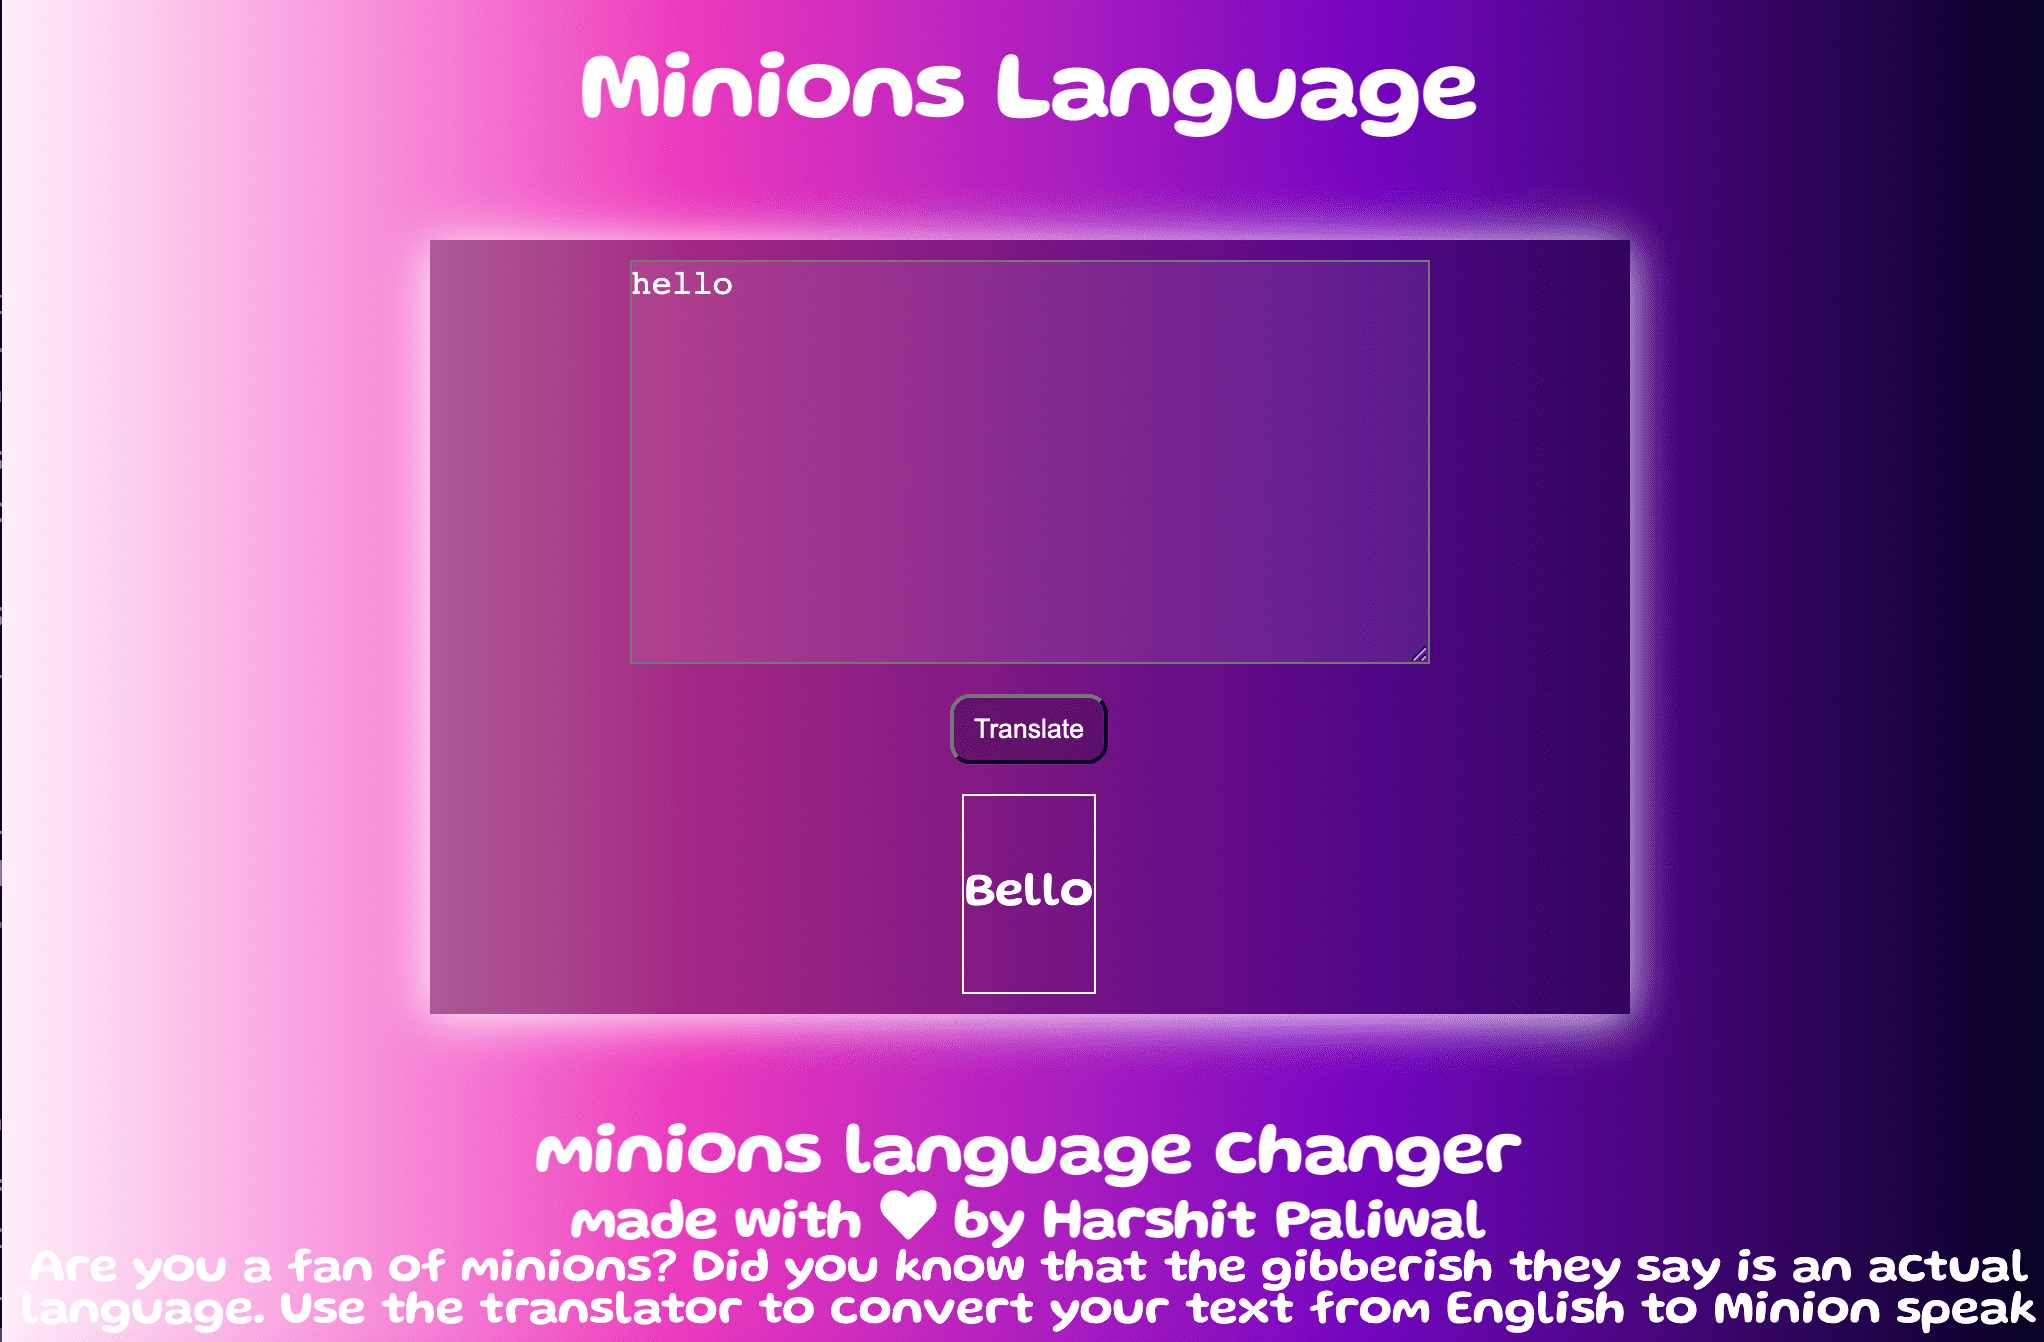 Minions Language
hello
Translate
Bello
minions language changer
made with ♥ by Harshit Paliwal
Are you a fan of minions? Did you know that the gibberish they say is an actual
language. Use the translator to convert your text from English to Minion speak